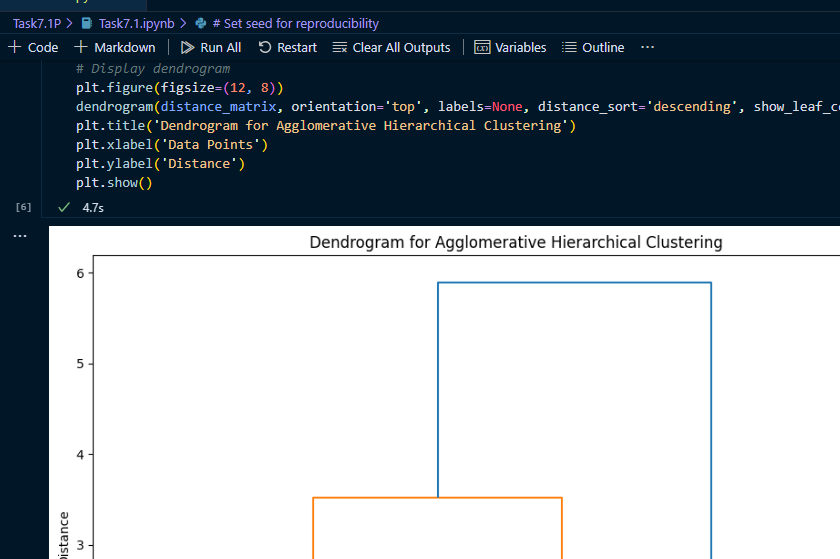 Task7.1P > Task7.1.ipynb > # Set seed for reproducibility
+ Code + Markdown | Run All Restart Clear All Outputs | Variables Outline ...
# Display dendrogram
plt.figure(figsize=(12, 8))
dendrogram(distance_matrix, orientation='top', labels=None, distance_sort='descending', show_leaf_c
plt.title('Dendrogram for Agglomerative Hierarchical Clustering')
plt.xlabel('Data Points')
plt.ylabel('Distance')
plt.show()
[6] ✓ 4.7s
...
Dendrogram for Agglomerative Hierarchical Clustering
6
5
4
3
istance